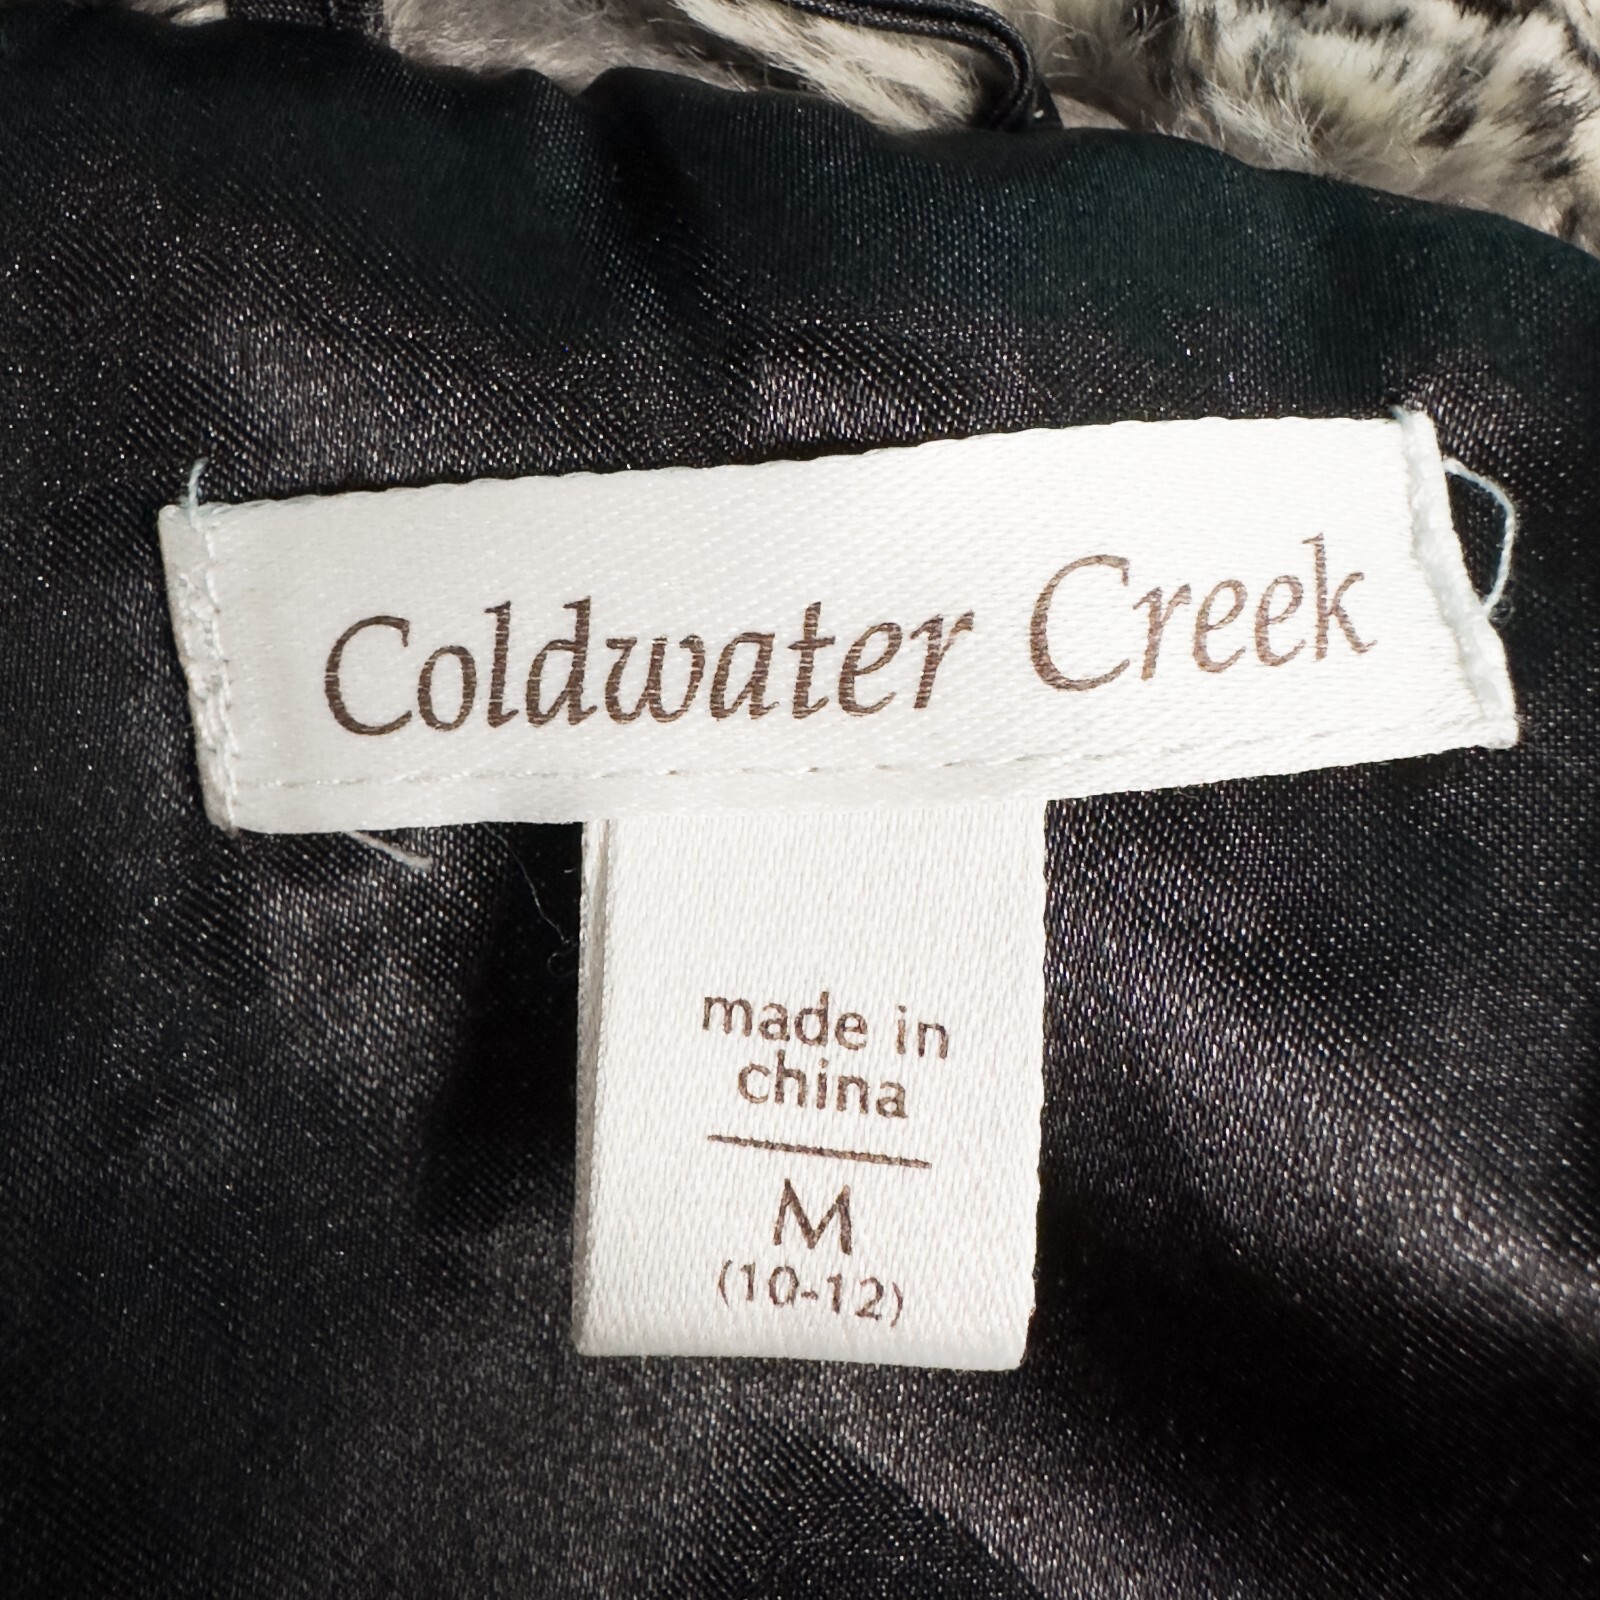 Coldwater Creek
made in
china
M
(10-12)